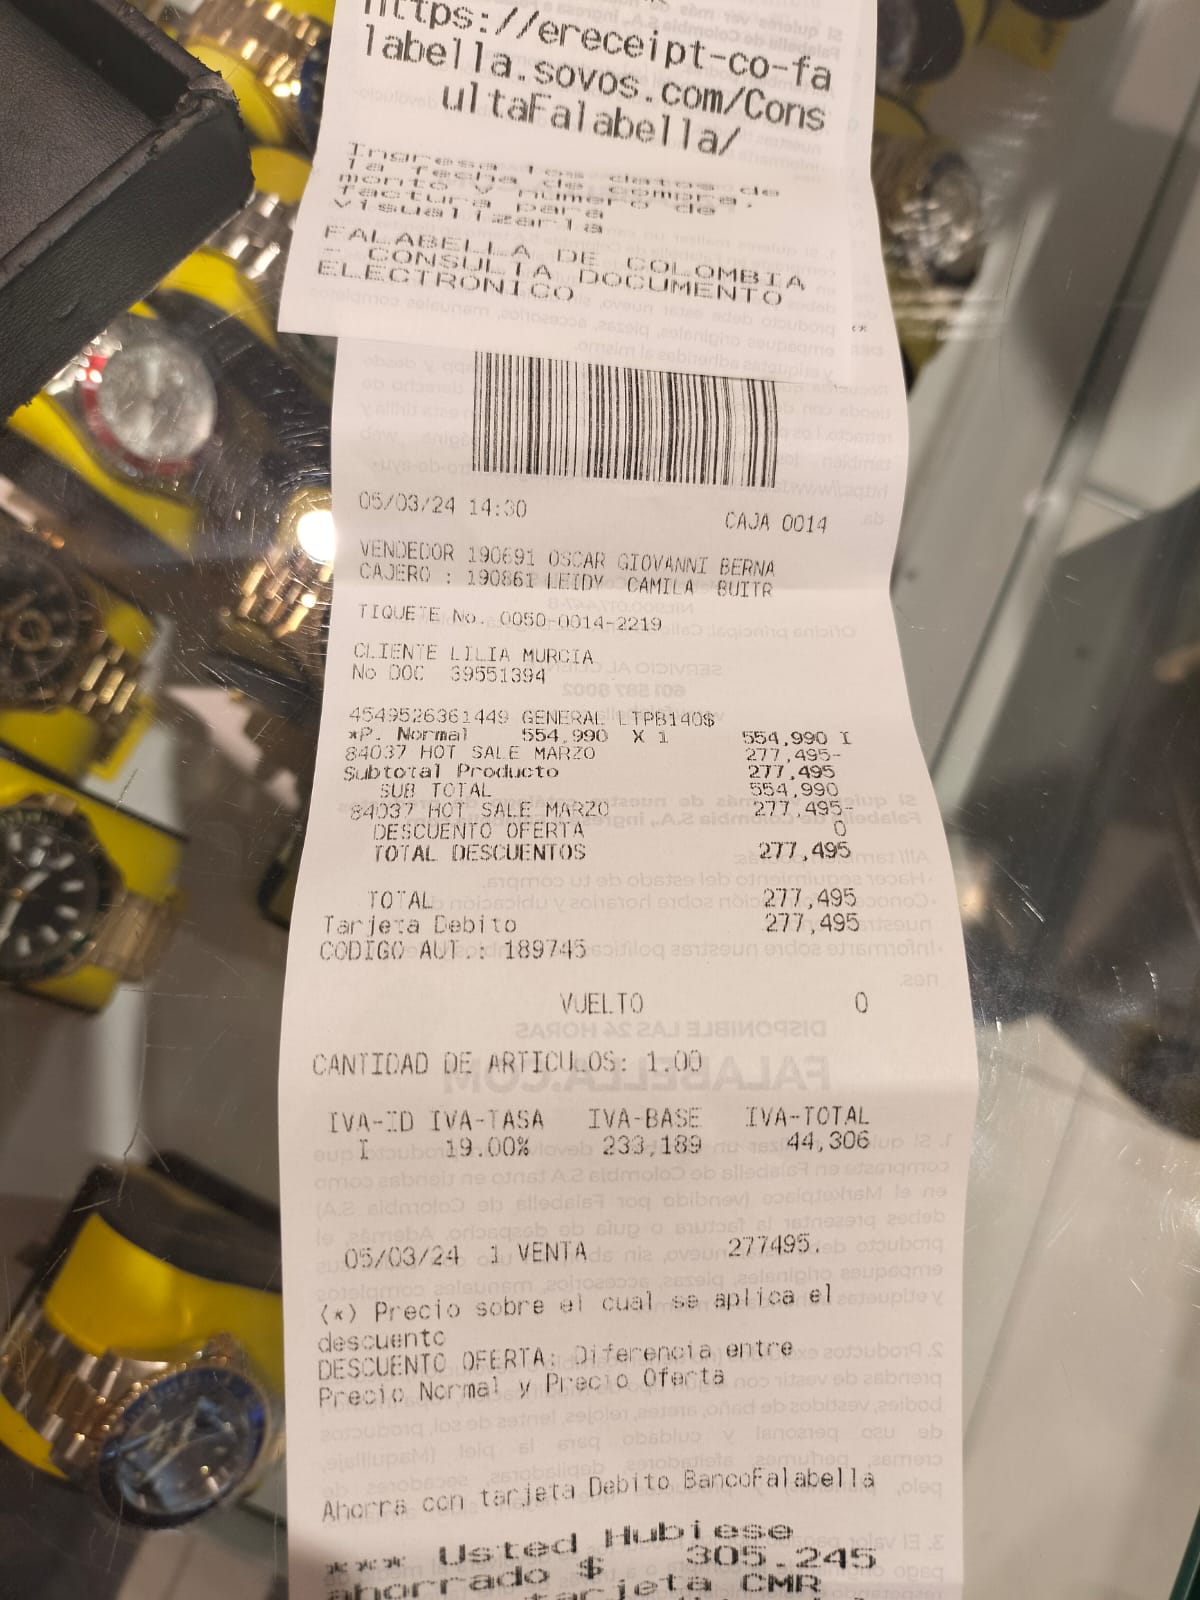 https://ereceipt-co-fa
labella.sovos.com/Cons
ultaFalabella/
Ingresa los datos de
la fecha de compra,
monto y número de
factura para
visualizarla
FALABELLA DE COLOMBIA
- CONSULTA DOCUMENTO
ELECTRONICO
**
05/03/24 14:30 CAJA 0014
VENDEDOR 190691 OSCAR GIOVANNI BERNA
CAJERO : 190861 LEIDY CAMILA BUITR
TIQUETE No. 0050-0014-2219
CLIENTE LILIA MURCIA
No DOC 39551394
4549526361449 GENERAL LTPB140$
*P. Normal 554,990 X 1 554,990 I
84037 HOT SALE MARZO 277,495-
Subtotal Producto 277,495
SUB TOTAL 554,990
84037 HOT SALE MARZO 277,495-
DESCUENTO OFERTA 0
TOTAL DESCUENTOS 277,495
TOTAL 277,495
Tarjeta Debito 277,495
CODIGO AUT.: 189745
VUELTO 0
CANTIDAD DE ARTICULOS: 1.00
IVA-ID IVA-TASA IVA-BASE IVA-TOTAL
I 19.00% 233,189 44,306
05/03/24 1 VENTA 277495.
(*) Precio sobre el cual se aplica el
descuento
DESCUENTO OFERTA: Diferencia entre
Precio Normal y Precio Oferta
Ahorra con tarjeta Debito BancoFalabella
*** Usted Hubiese
ahorrado $ 305.245
tarjeta CMR